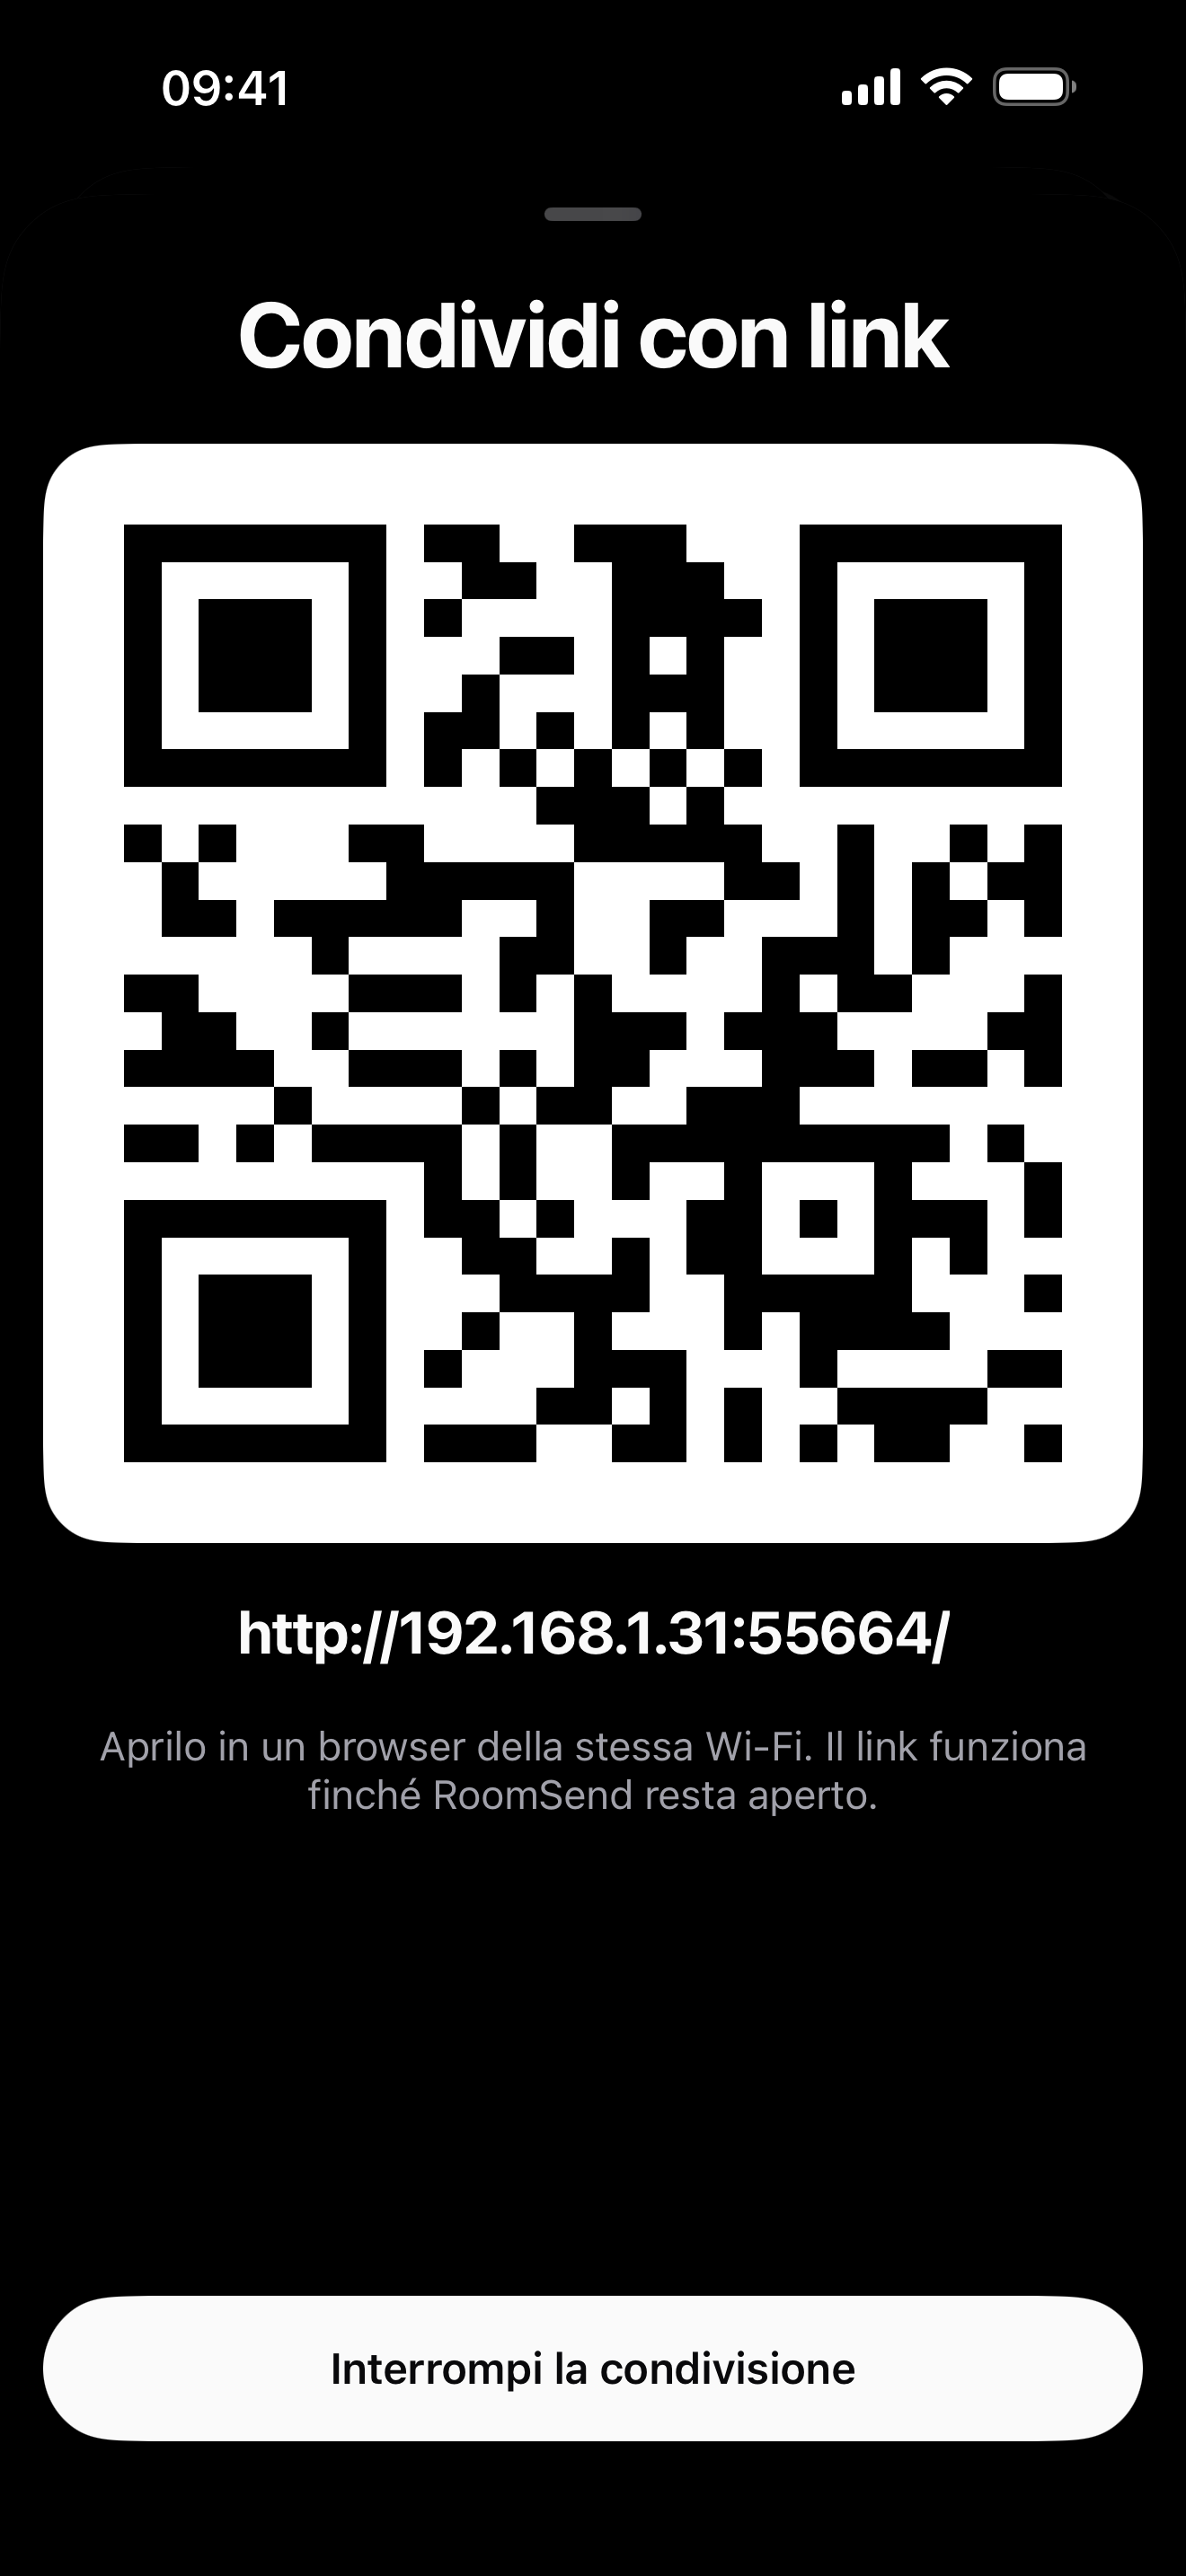 09:41
Condividi con link
http://192.168.1.31:55664/
Aprilo in un browser della stessa Wi-Fi. Il link funziona
finché RoomSend resta aperto.
Interrompi la condivisione